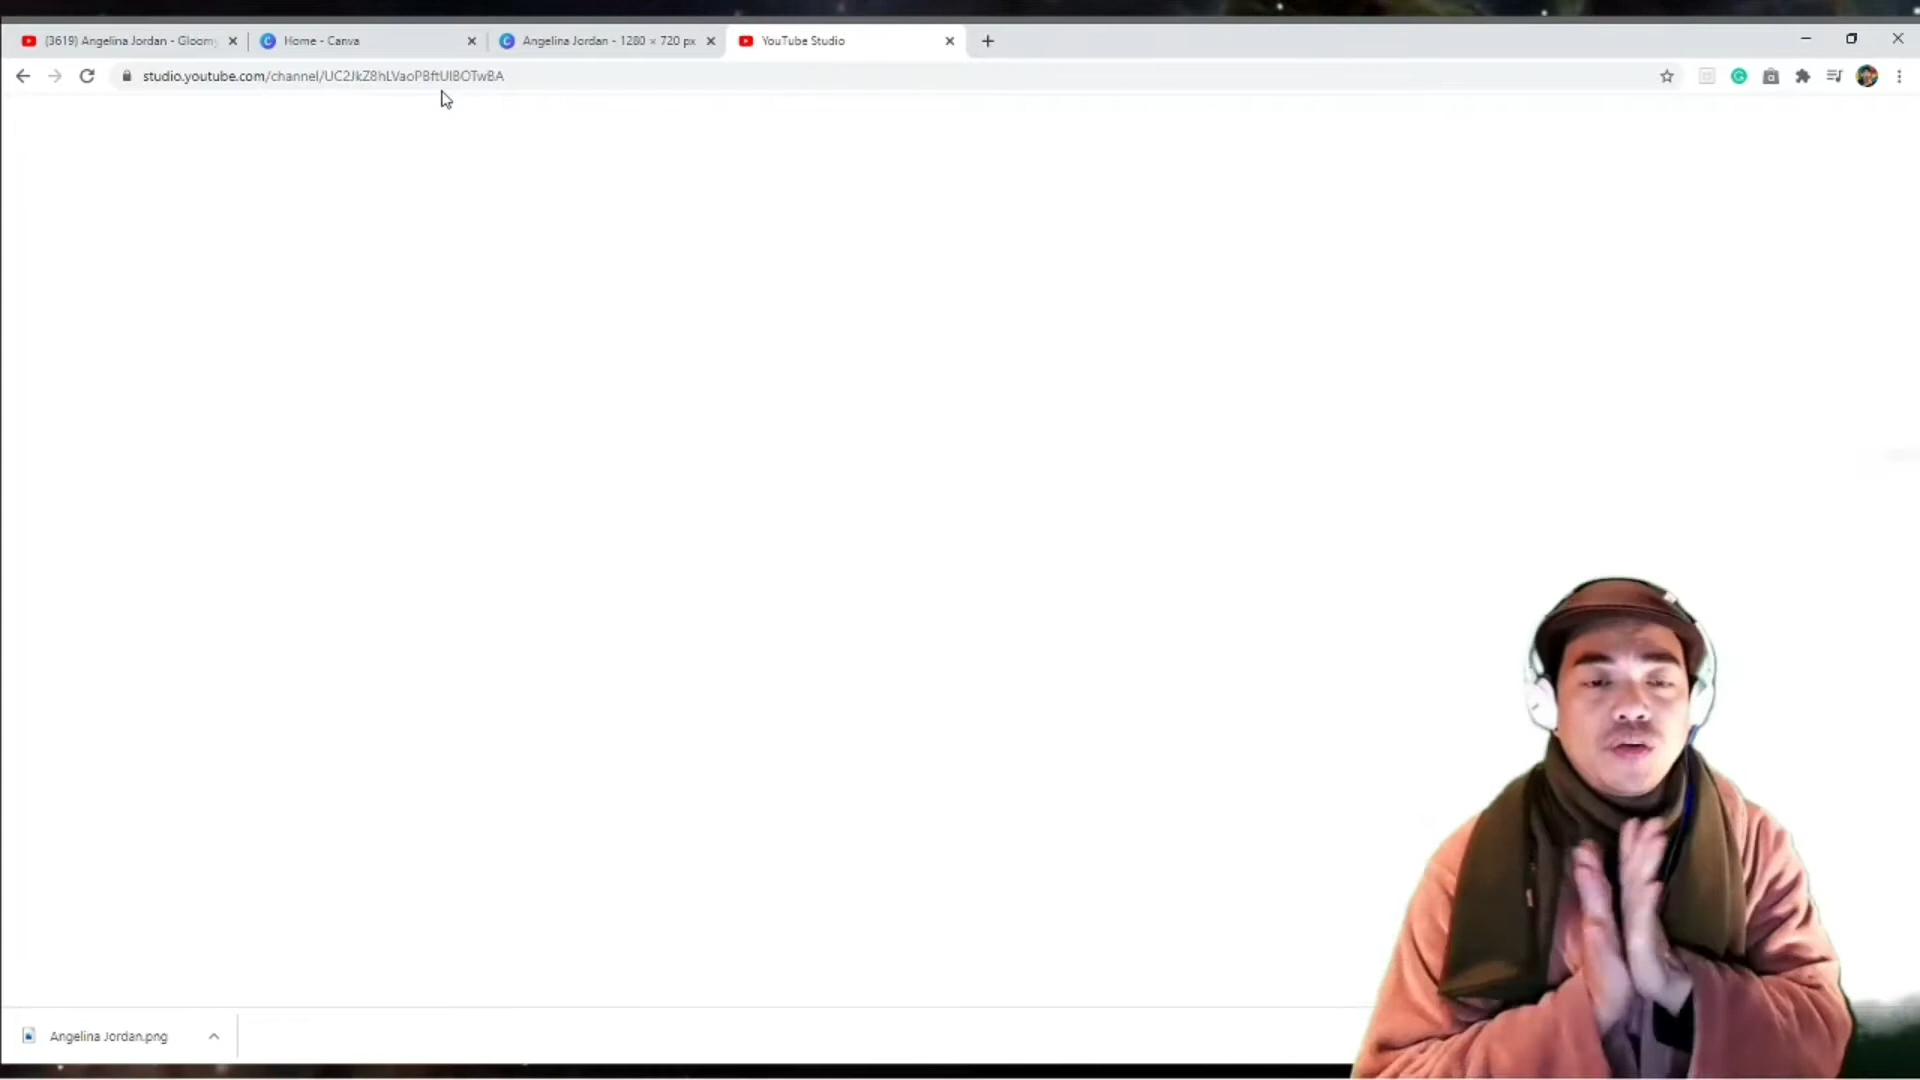 (3619) Angelina Jordan - Gloomy
Home - Canva
Angelina Jordan - 1280 × 720 px
YouTube Studio
studio.youtube.com/channel/UC2JkZ8hLVaoPBftUIBOTwBA
Angelina Jordan.png